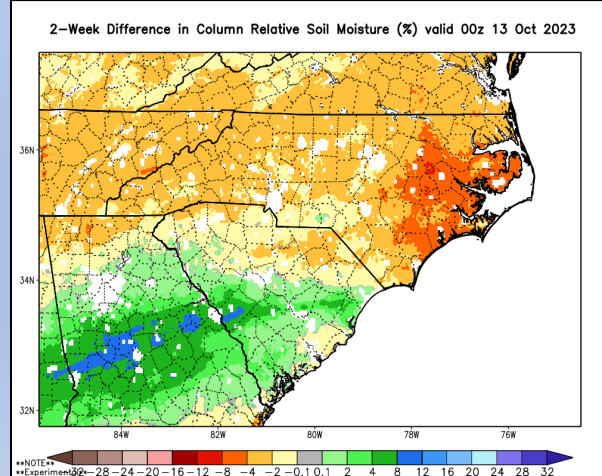 2-Week Difference in Column Relative Soil Moisture (%) valid 00z 13 Oct 2023
36N
34N
32N
84W 82W 80W 78W 76W
**NOTE**
**Experimental** -32 -28 -24 -20 -16 -12 -8 -4 -2 -0.1 0.1 2 4 8 12 16 20 24 28 32